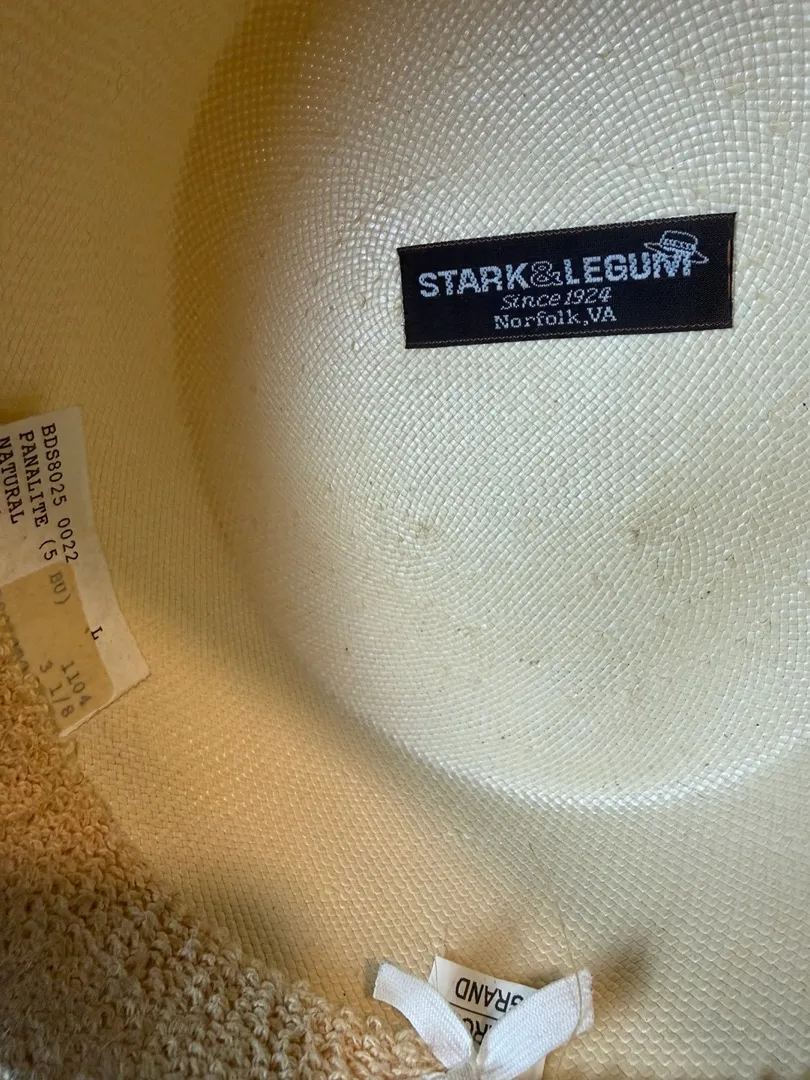 STARK&LEGUM
Since 1924
Norfolk,VA
BDS8025 0022
PANALITE (5 BU)
NATURAL
L
1104
3 1/8
BRAND